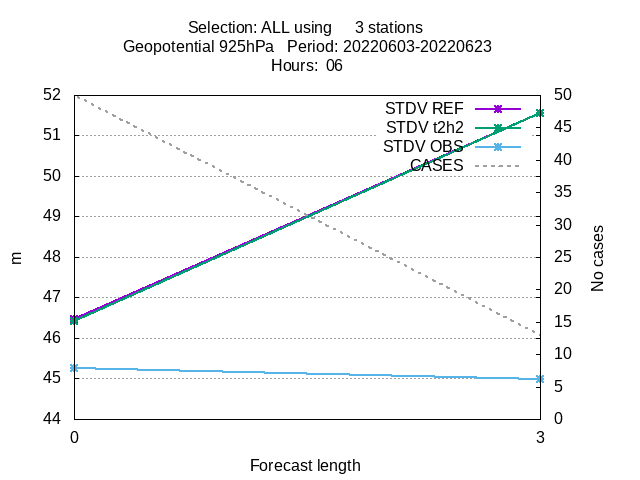 Selection: ALL using     3 stations
Geopotential 925hPa   Period: 20220603-20220623
Hours:  06
52
51
50
49
48
47
46
45
44
m
50
45
40
35
30
25
20
15
10
5
0
No cases
STDV REF
STDV t2h2
STDV OBS
CASES
0 3
Forecast length